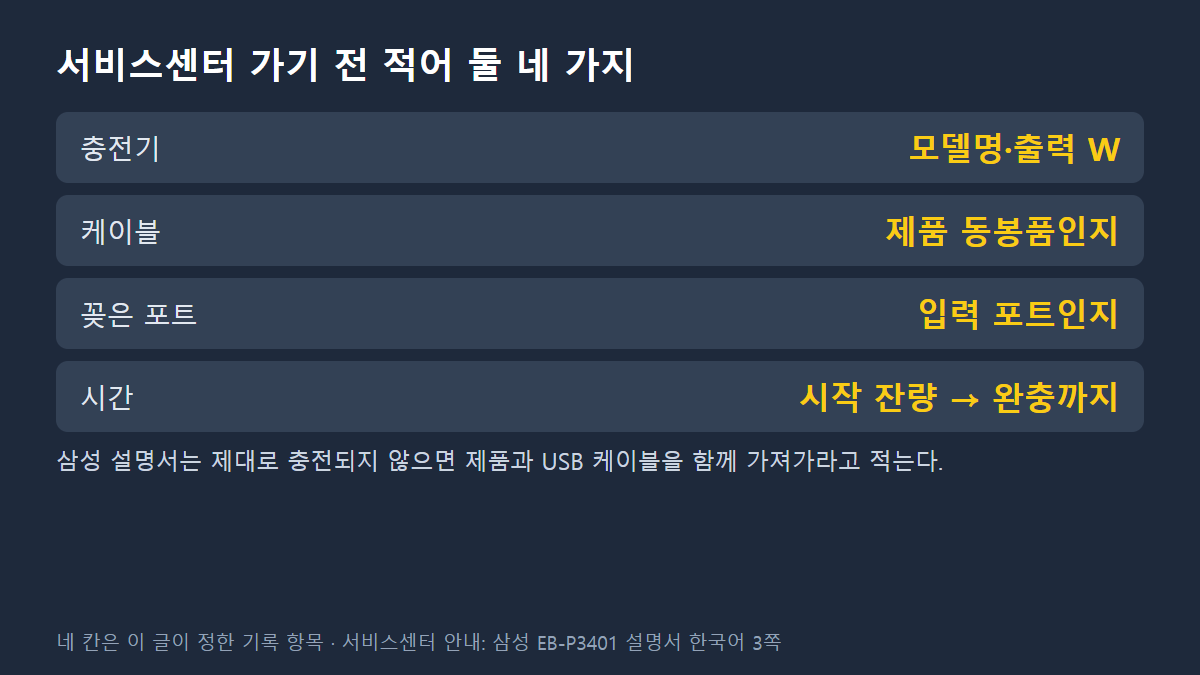 서비스센터 가기 전 적어 둘 네 가지
충전기 모델명·출력 W
케이블 제품 동봉품인지
꽂은 포트 입력 포트인지
시간 시작 잔량 → 완충까지
삼성 설명서는 제대로 충전되지 않으면 제품과 USB 케이블을 함께 가져가라고 적는다.
네 칸은 이 글이 정한 기록 항목 · 서비스센터 안내: 삼성 EB-P3401 설명서 한국어 3쪽